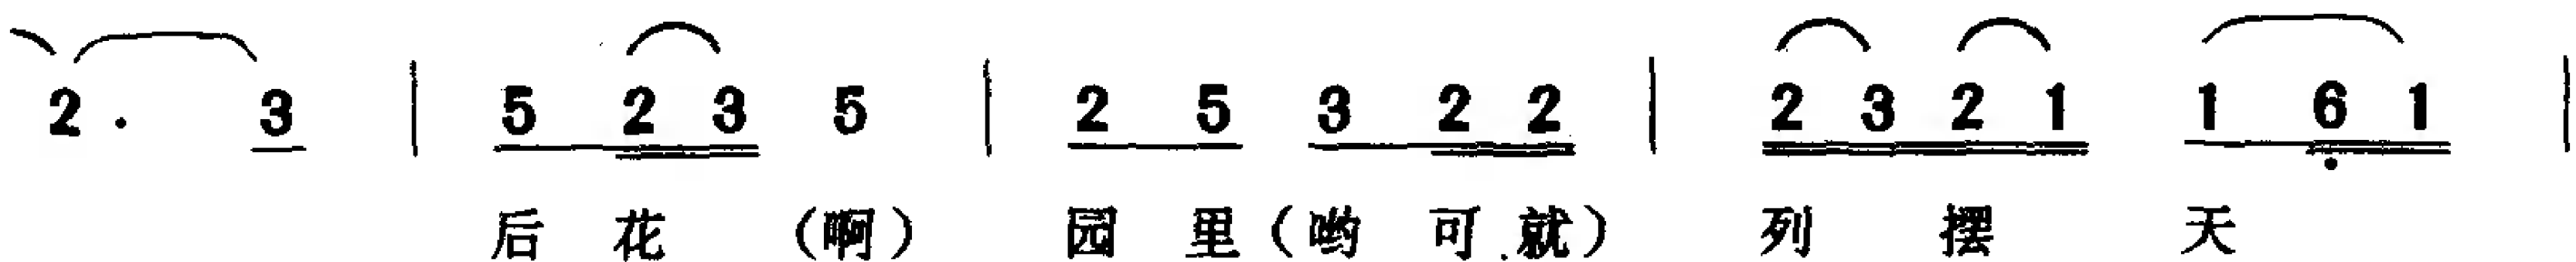 2. 3 | 5 2 3 5 | 2 5 3 2 2 | 2 3 2 1 1 6 1 |
后 花 （啊） 园 里（哟 可 就） 列 摆 天